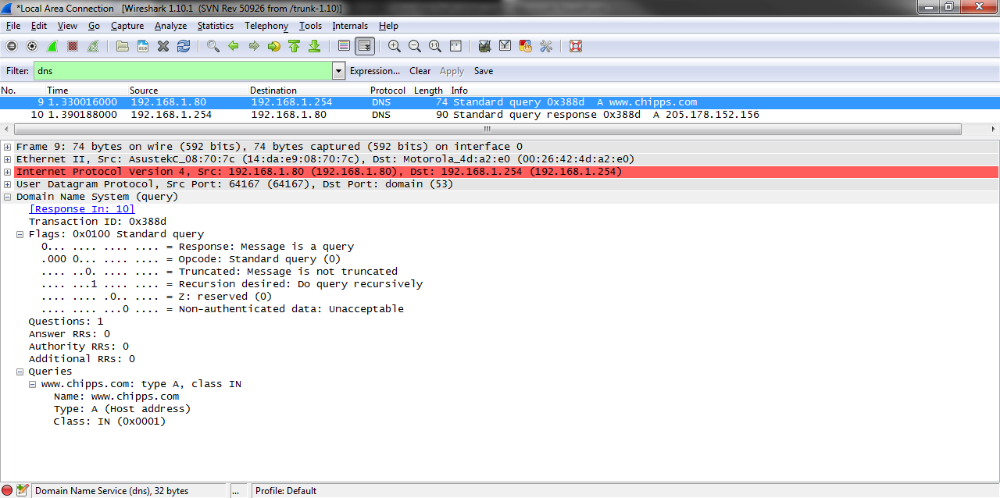 *Local Area Connection [Wireshark 1.10.1 (SVN Rev 50926 from /trunk-1.10)]
File Edit View Go Capture Analyze Statistics Telephony Tools Internals Help
Filter: dns Expression... Clear Apply Save
No. Time Source Destination Protocol Length Info
9 1.330016000 192.168.1.80 192.168.1.254 DNS 74 Standard query 0x388d A www.chipps.com
10 1.390188000 192.168.1.254 192.168.1.80 DNS 90 Standard query response 0x388d A 205.178.152.156
Frame 9: 74 bytes on wire (592 bits), 74 bytes captured (592 bits) on interface 0
Ethernet II, Src: AsustekC_08:70:7c (14:da:e9:08:70:7c), Dst: Motorola_4d:a2:e0 (00:26:42:4d:a2:e0)
Internet Protocol Version 4, Src: 192.168.1.80 (192.168.1.80), Dst: 192.168.1.254 (192.168.1.254)
User Datagram Protocol, Src Port: 64167 (64167), Dst Port: domain (53)
Domain Name System (query)
[Response In: 10]
Transaction ID: 0x388d
Flags: 0x0100 Standard query
0... .... .... .... = Response: Message is a query
.000 0... .... .... = Opcode: Standard query (0)
.... ..0. .... .... = Truncated: Message is not truncated
.... ...1 .... .... = Recursion desired: Do query recursively
.... .... .0.. .... = Z: reserved (0)
.... .... ...0 .... = Non-authenticated data: Unacceptable
Questions: 1
Answer RRs: 0
Authority RRs: 0
Additional RRs: 0
Queries
www.chipps.com: type A, class IN
Name: www.chipps.com
Type: A (Host address)
Class: IN (0x0001)
Domain Name Service (dns), 32 bytes ... Profile: Default